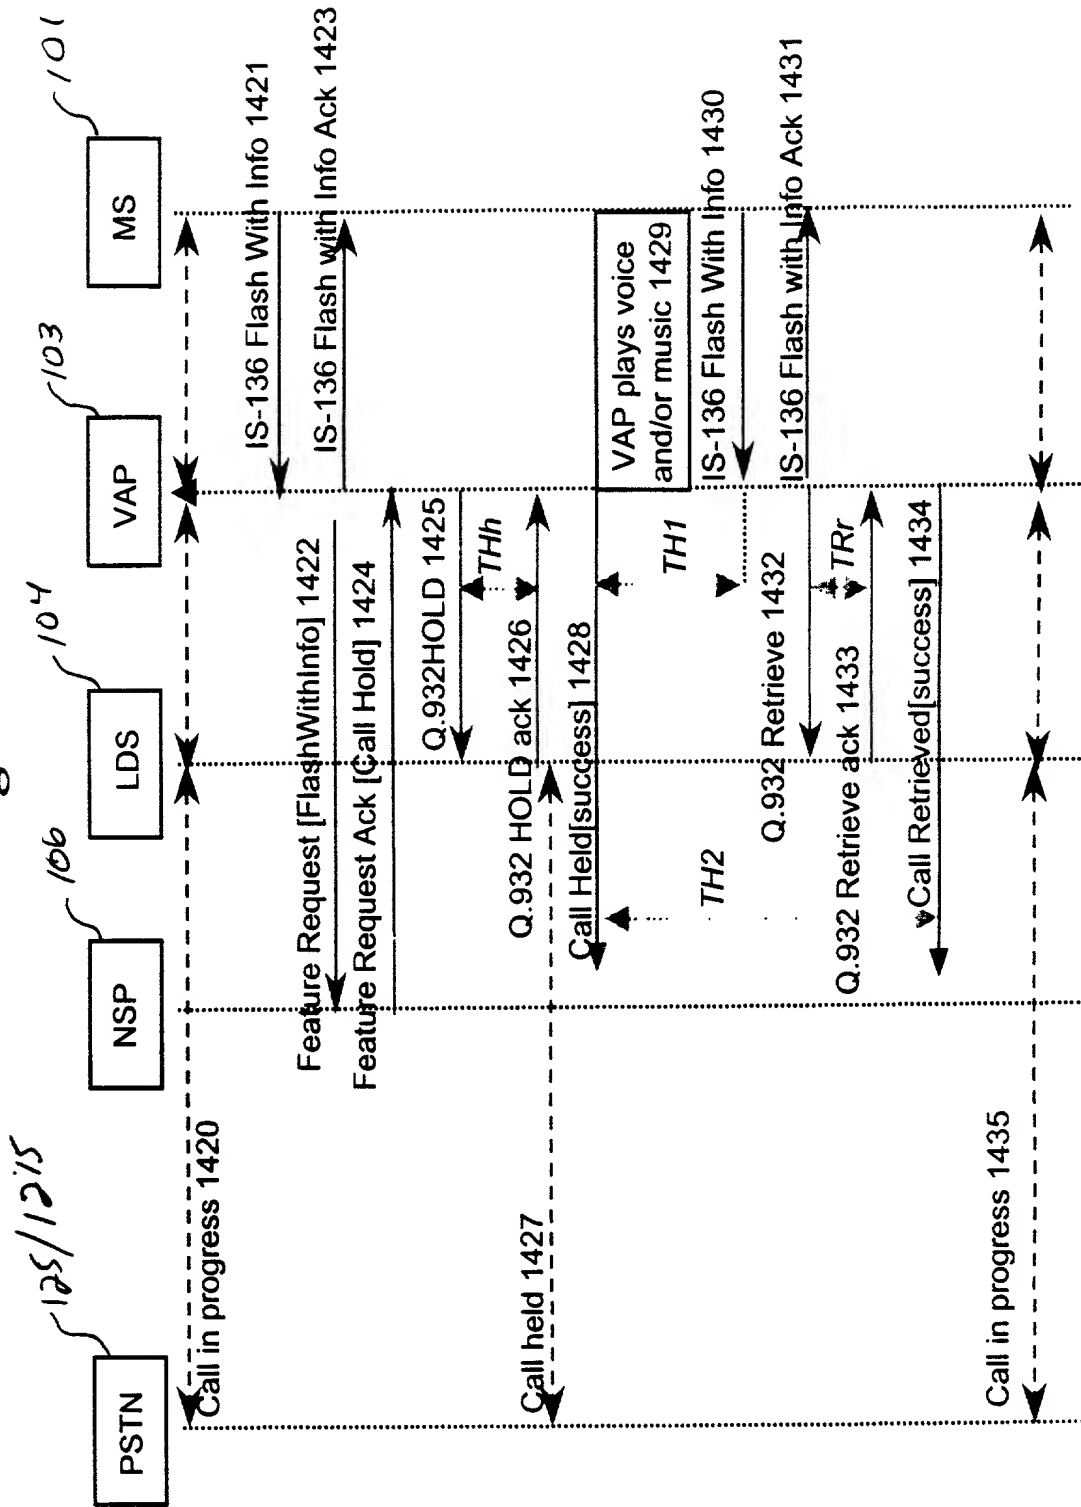 125/1215
106
104
103
101
PSTN
NSP
LDS
VAP
MS
Call in progress 1420
IS-136 Flash With Info 1421
Feature Request [FlashWithInfo] 1422
IS-136 Flash with Info Ack 1423
Feature Request Ack [Call Hold] 1424
Q.932HOLD 1425
THh
Q.932 HOLD ack 1426
Call held 1427
Call Held[success] 1428
VAP plays voice
and/or music 1429
TH1
TH2
IS-136 Flash With Info 1430
IS-136 Flash with Info Ack 1431
Q.932 Retrieve 1432
TRr
Q.932 Retrieve ack 1433
Call Retrieved[success] 1434
Call in progress 1435